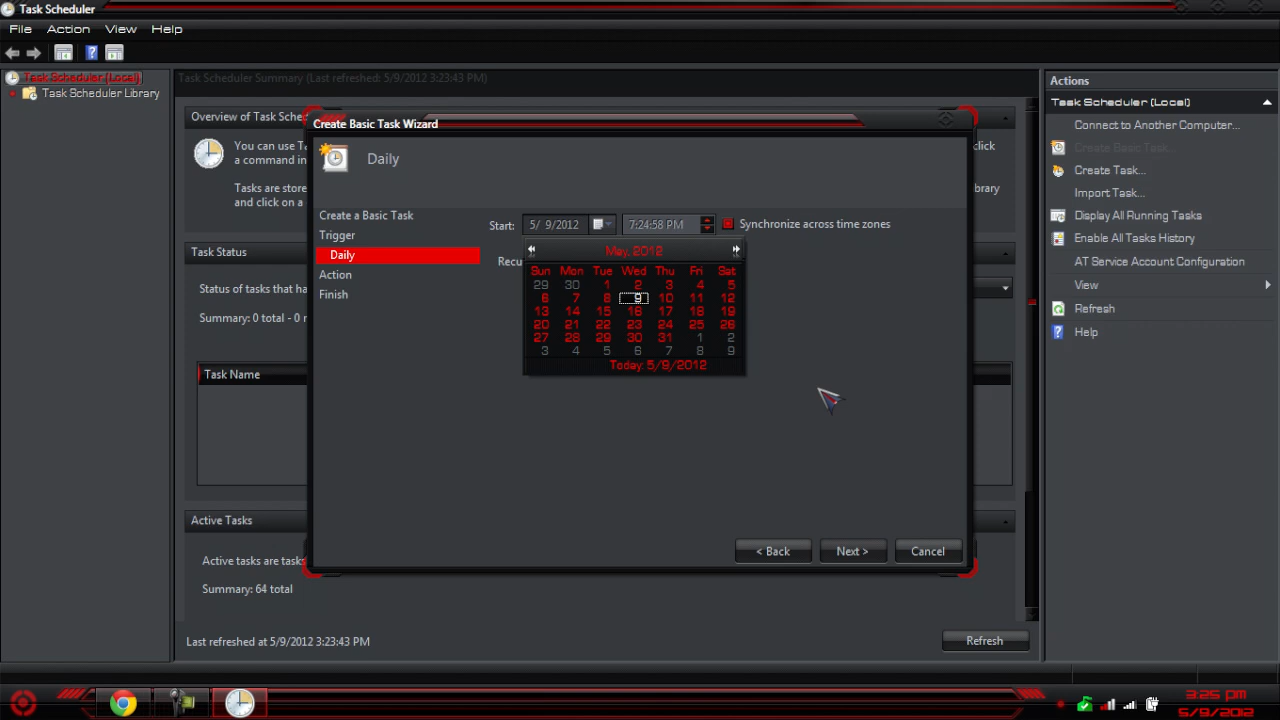 Task Scheduler
File Action View Help
Task Scheduler (Local)
Task Scheduler Library
Task Scheduler Summary (Last refreshed: 5/9/2012 3:23:43 PM)
Overview of Task Sche
You can use Ta
a command in
Tasks are store
and click on a
click
library
Task Status
Status of tasks that ha
Summary: 0 total - 0 r
Task Name
Active Tasks
Active tasks are tasks
Summary: 64 total
Last refreshed at 5/9/2012 3:23:43 PM
Refresh
Create Basic Task Wizard
Daily
Create a Basic Task
Trigger
Daily
Action
Finish
Start: 5/ 9/2012 7:24:58 PM Synchronize across time zones
Recu
May, 2012
Sun Mon Tue Wed Thu Fri Sat
29 30 1 2 3 4 5
6 7 8 9 10 11 12
13 14 15 16 17 18 19
20 21 22 23 24 25 26
27 28 29 30 31 1 2
3 4 5 6 7 8 9
Today: 5/9/2012
< Back Next > Cancel
Actions
Task Scheduler (Local)
Connect to Another Computer...
Create Basic Task...
Create Task...
Import Task...
Display All Running Tasks
Enable All Tasks History
AT Service Account Configuration
View
Refresh
Help
3:25 PM
5/9/2012